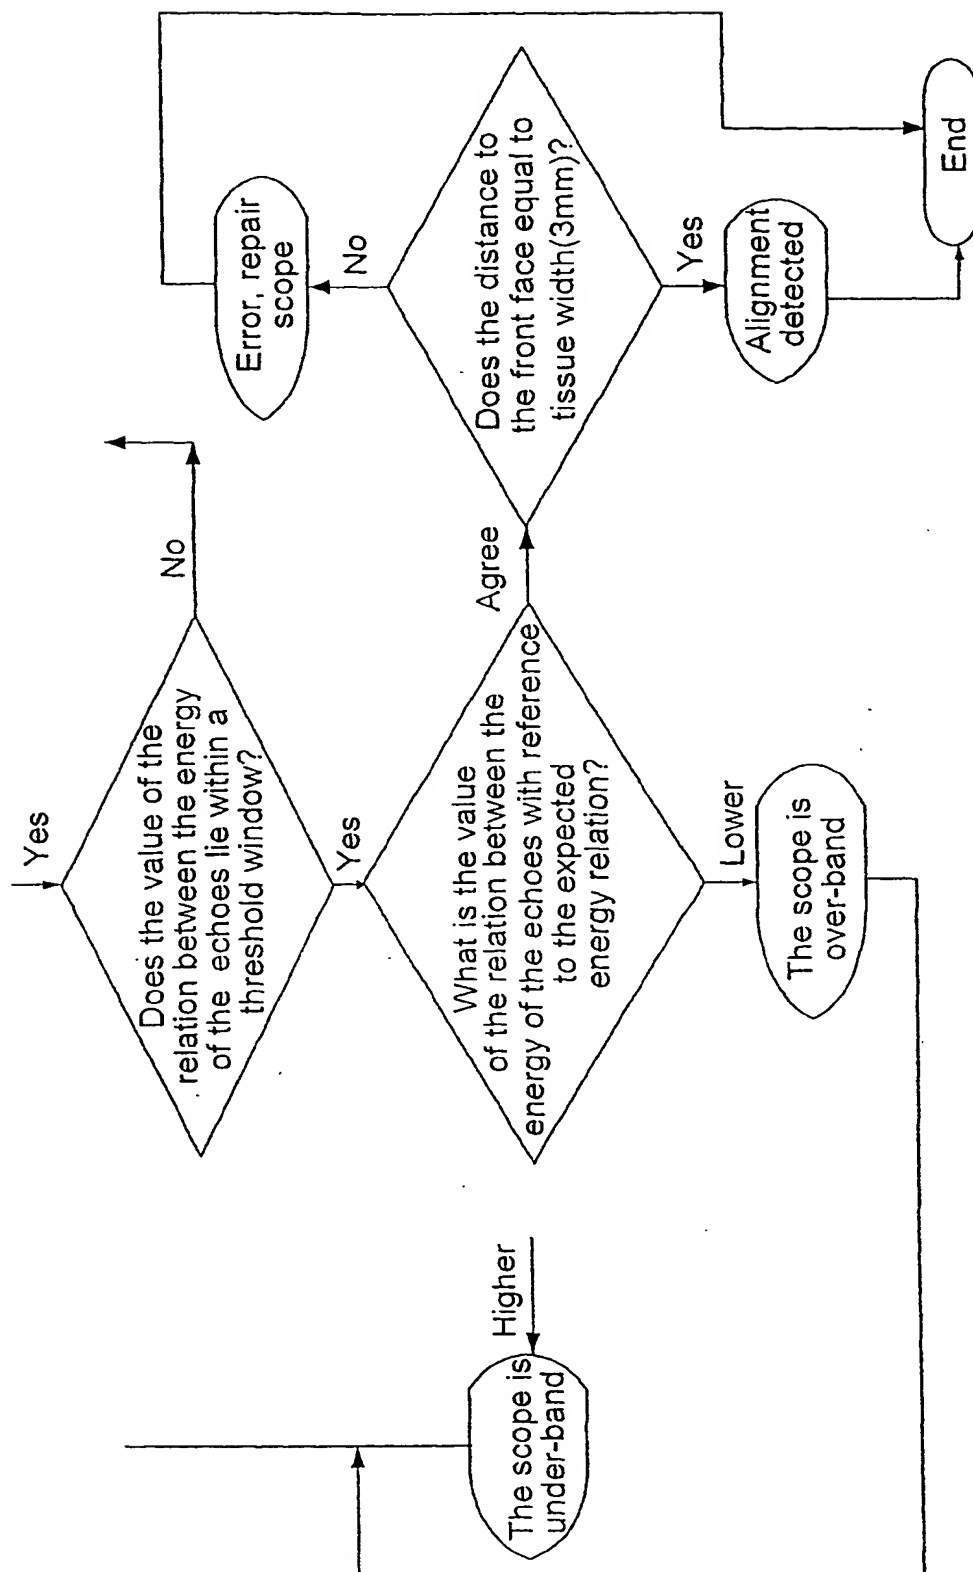 Yes
Does the value of the
relation between the energy
of the echoes lie within a
threshold window?
No
Yes
What is the value
of the relation between the
energy of the echoes with reference
to the expected
energy relation?
Higher
The scope is
under-band
Lower
The scope is
over-band
Agree
Does the distance to
the front face equal to
tissue width(3mm)?
No
Error, repair
scope
Yes
Alignment
detected
End